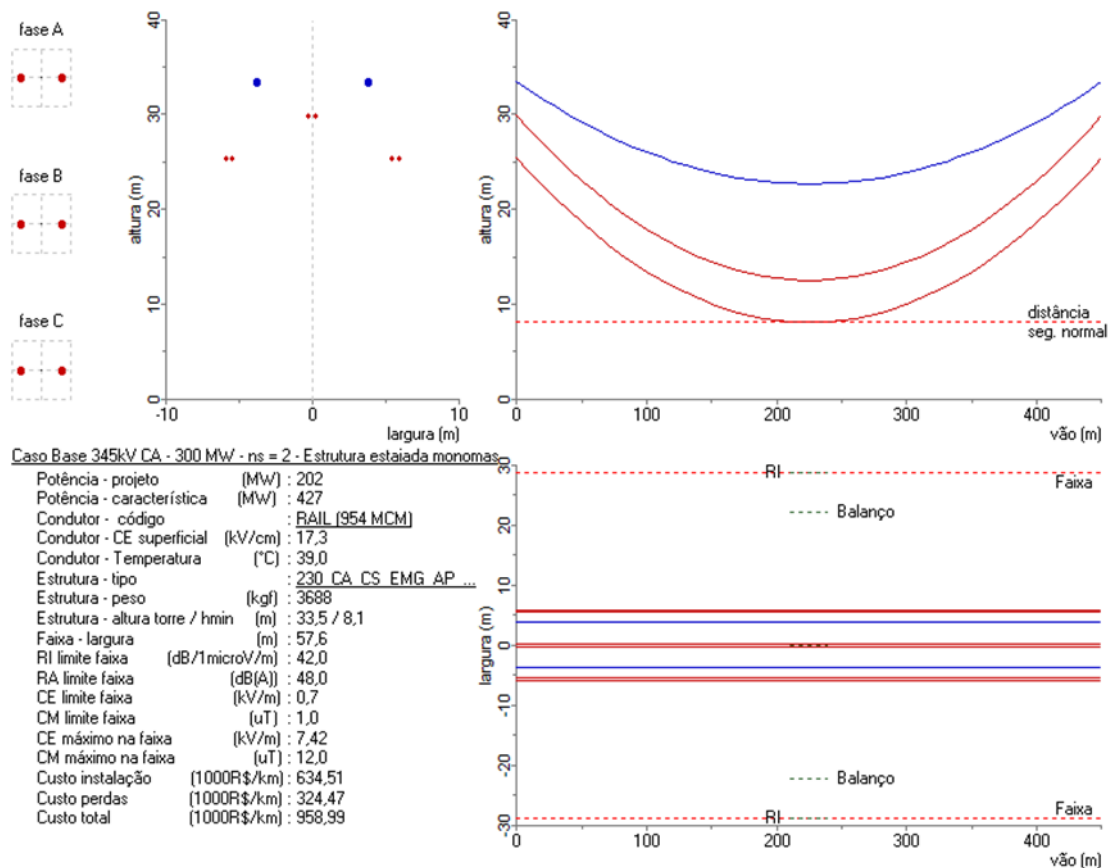 fase A
fase B
fase C
altura (m)
40
30
20
10
0
-10
0
10
largura (m)
altura (m)
40
30
20
10
0
distância
seg. normal
0
100
200
300
400
vão (m)
Caso Base 345kV CA - 300 MW - ns = 2 - Estrutura estaiada monomas
Potência - projeto (MW) : 202
Potência - característica (MW) : 427
Condutor - código : RAIL (954 MCM)
Condutor - CE superficial (kV/cm) : 17,3
Condutor - Temperatura (°C) : 39,0
Estrutura - tipo : 230 CA CS EMG AP ...
Estrutura - peso (kgf) : 3688
Estrutura - altura torre / hmin (m) : 33,5 / 8,1
Faixa - largura (m) : 57,6
RI limite faixa (dB/1microV/m) : 42,0
RA limite faixa (dB(A)) : 48,0
CE limite faixa (kV/m) : 0,7
CM limite faixa (uT) : 1,0
CE máximo na faixa (kV/m) : 7,42
CM máximo na faixa (uT) : 12,0
Custo instalação (1000R$/km) : 634,51
Custo perdas (1000R$/km) : 324,47
Custo total (1000R$/km) : 958,99
largura (m)
30
20
10
0
-10
-20
-30
RI
Faixa
Balanço
Balanço
RI
Faixa
0
100
200
300
400
vão (m)